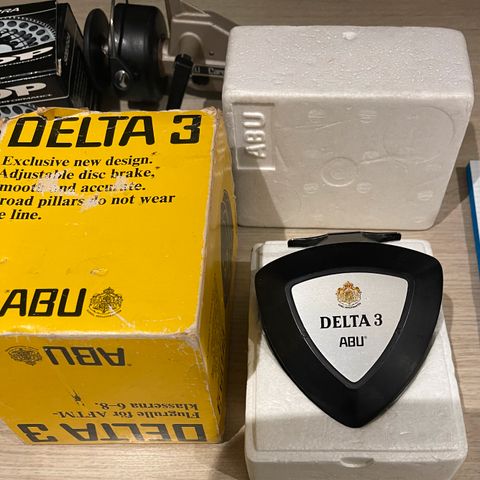 DELTA 3
Exclusive new design.
Adjustable disc brake,
smooth and accurate.
road pillars do not wear
e line.
ABU
ABU
Flugrulle för AFTM-
klasserna 6-8.
DELTA 3
ABU
DELTA 3
ABU